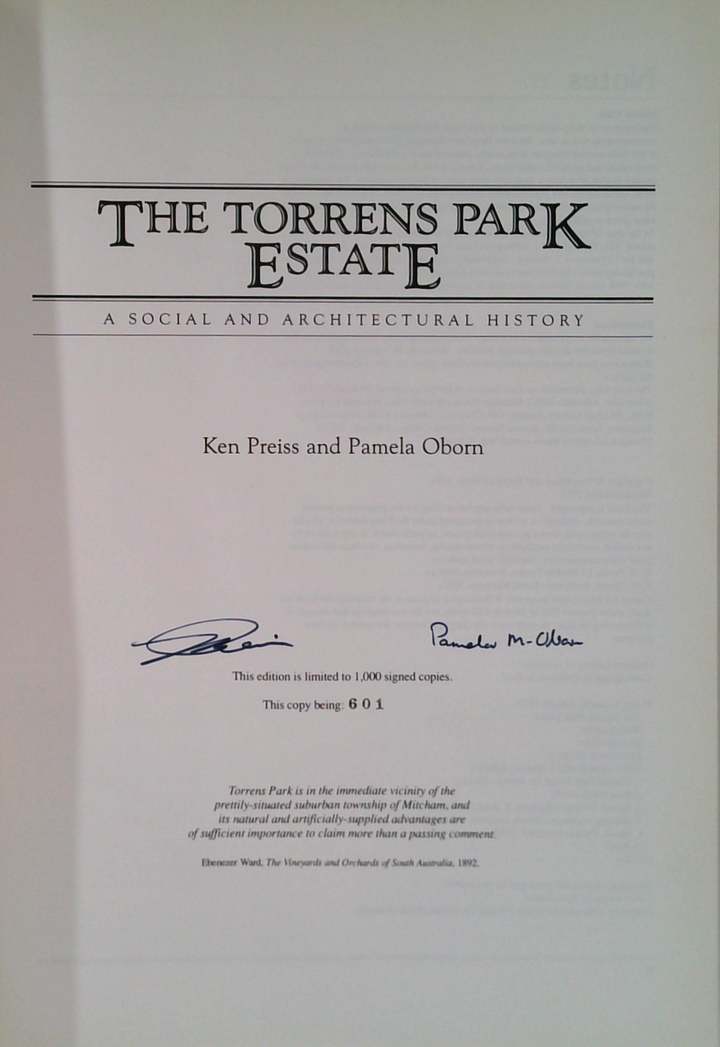 THE TORRENS PARK
ESTATE
A SOCIAL AND ARCHITECTURAL HISTORY
Ken Preiss and Pamela Oborn
Pamela M-Oborn
This edition is limited to 1,000 signed copies.
This copy being: 601
Torrens Park is in the immediate vicinity of the
prettily-situated suburban township of Mitcham, and
its natural and artificially-supplied advantages are
of sufficient importance to claim more than a passing comment.
Ebenezer Ward, The Vineyards and Orchards of South Australia, 1892.